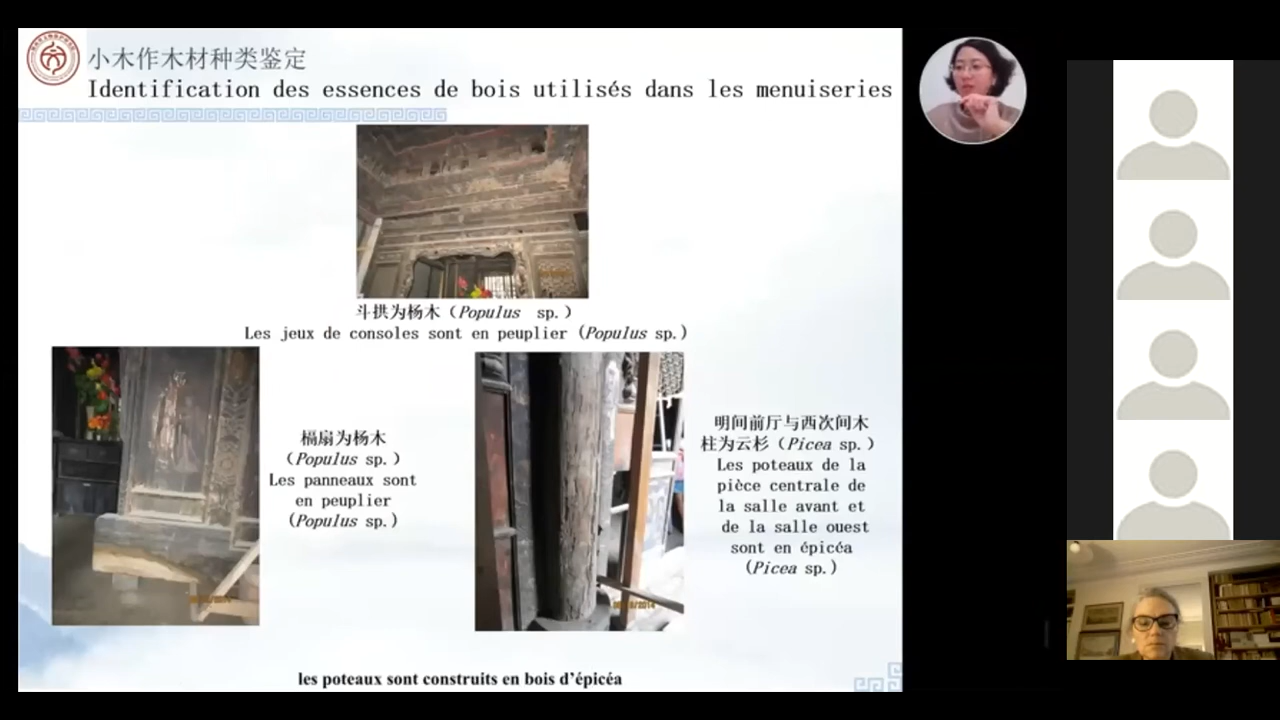 小木作木材种类鉴定
Identification des essences de bois utilisés dans les menuiseries
斗拱为杨木（Populus sp.）
Les jeux de consoles sont en peuplier (Populus sp.)
槅扇为杨木
（Populus sp.）
Les panneaux sont
en peuplier
(Populus sp.)
明间前厅与西次间木
柱为云杉（Picea sp.）
Les poteaux de la
pièce centrale de
la salle avant et
de la salle ouest
sont en épicéa
(Picea sp.)
les poteaux sont construits en bois d’épicéa